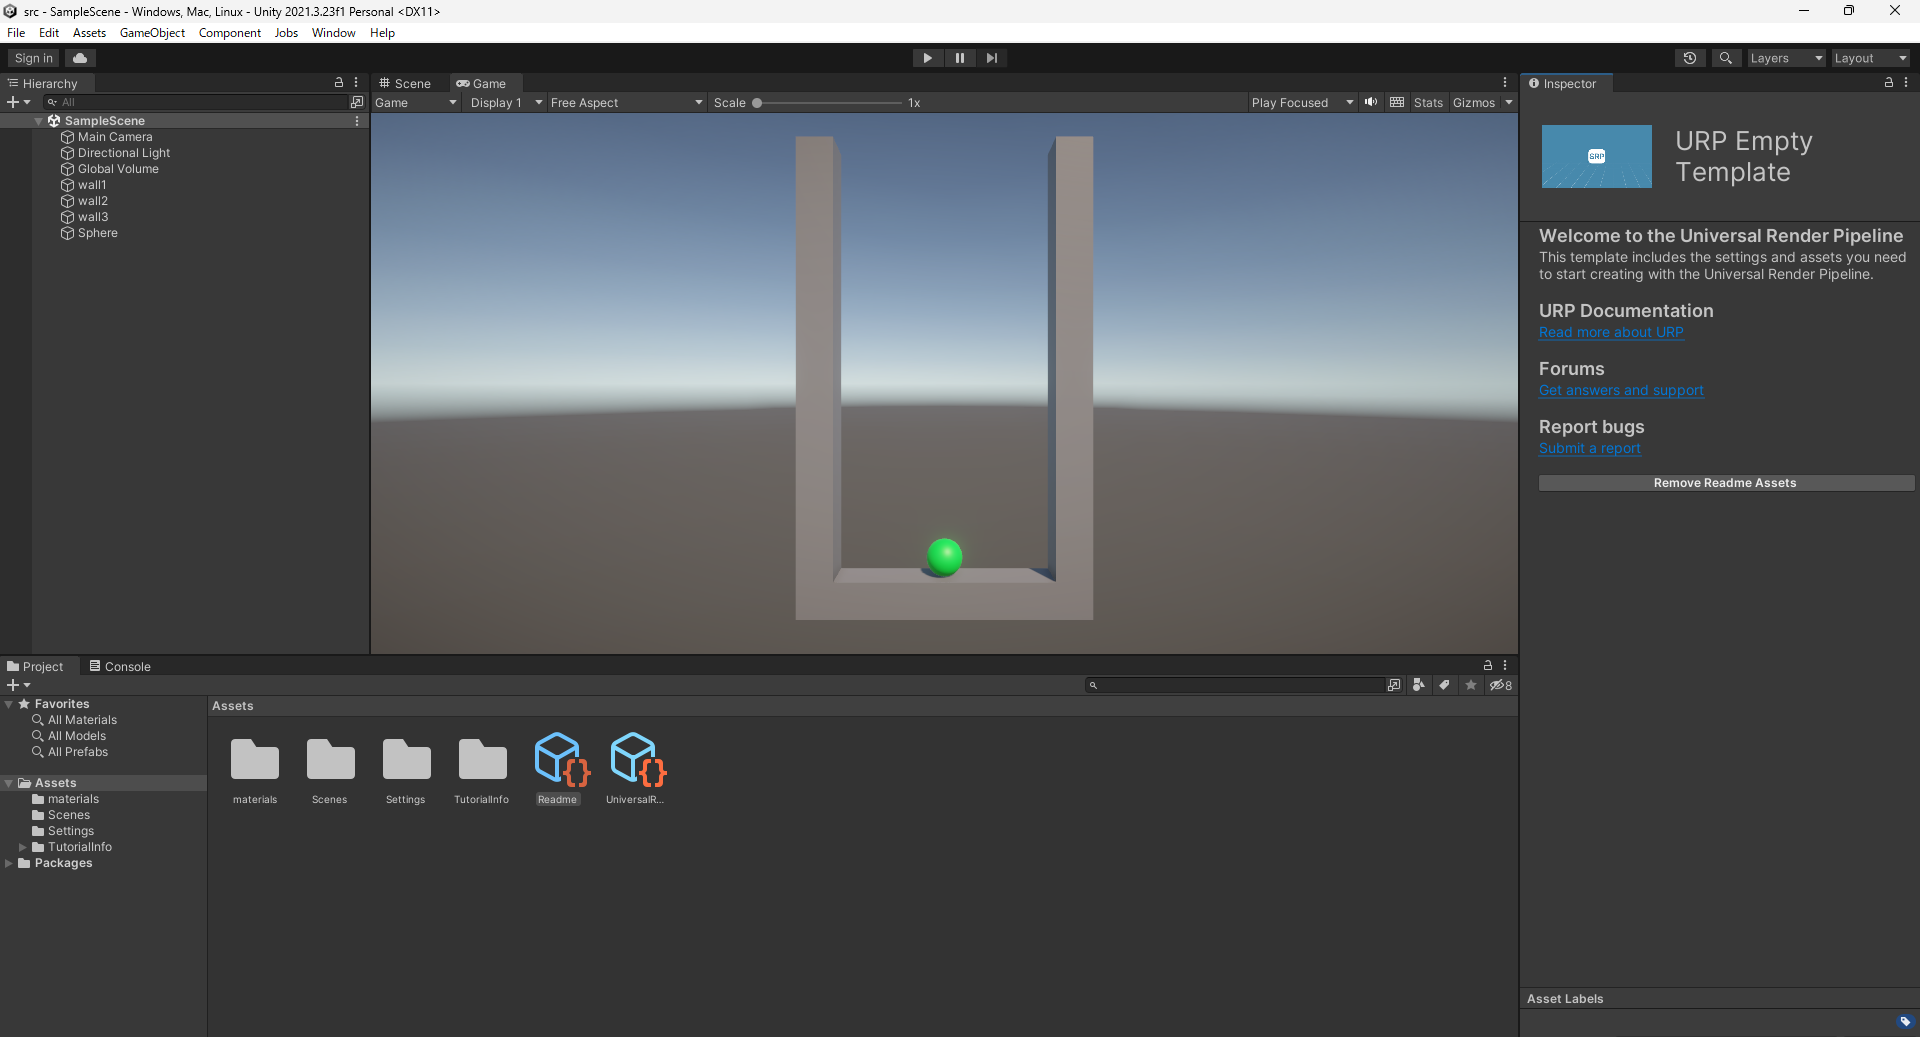 src - SampleScene - Windows, Mac, Linux - Unity 2021.3.23f1 Personal <DX11>
File Edit Assets GameObject Component Jobs Window Help
Sign in
Layers
Layout
Hierarchy
All
SampleScene
Main Camera
Directional Light
Global Volume
wall1
wall2
wall3
Sphere
Scene
Game
Game
Display 1
Free Aspect
Scale
1x
Play Focused
Stats
Gizmos
Inspector
SRP
URP Empty
Template
Welcome to the Universal Render Pipeline
This template includes the settings and assets you need
to start creating with the Universal Render Pipeline.
URP Documentation
Read more about URP
Forums
Get answers and support
Report bugs
Submit a report
Remove Readme Assets
Project
Console
8
Favorites
All Materials
All Models
All Prefabs
Assets
materials
Scenes
Settings
TutorialInfo
Packages
Assets
materials
Scenes
Settings
TutorialInfo
Readme
UniversalR...
Asset Labels